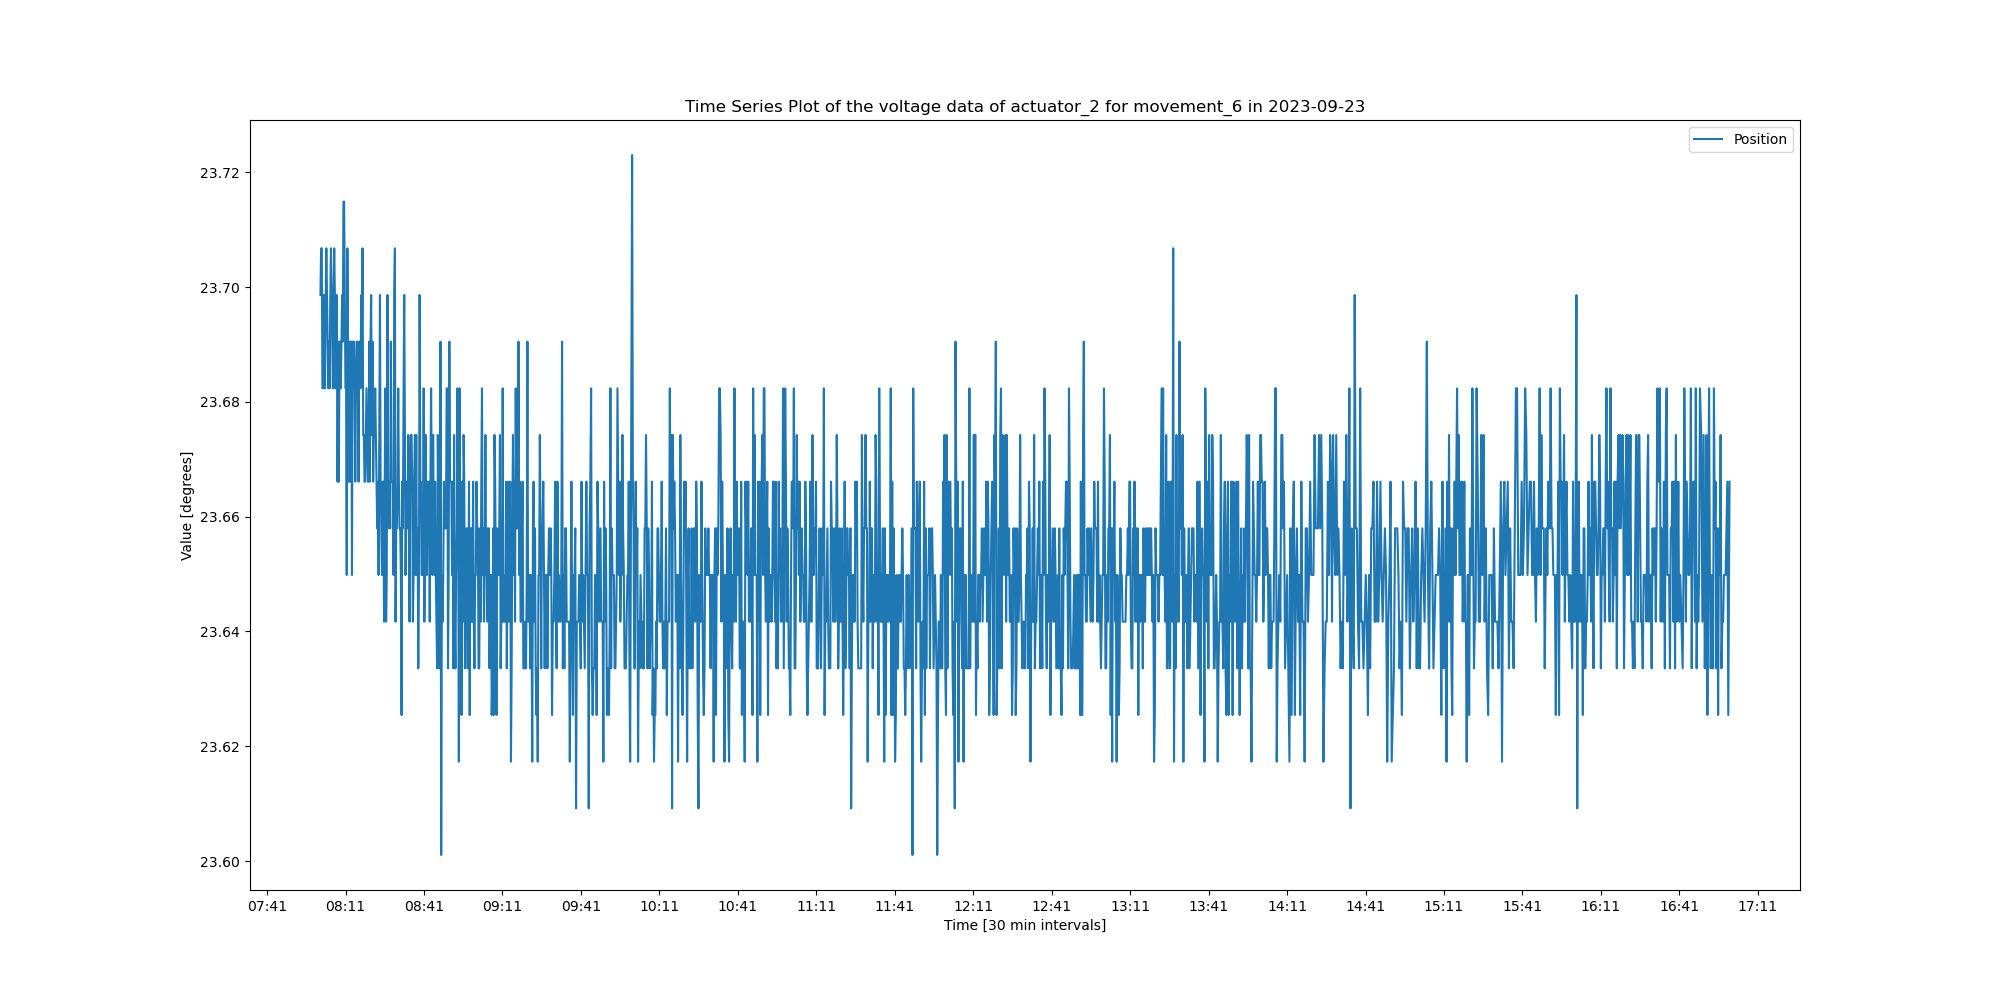 Time Series Plot of the voltage data of actuator_2 for movement_6 in 2023-09-23
Position
23.72
23.70
23.68
23.66
23.64
23.62
23.60
Value [degrees]
07:41 08:11 08:41 09:11 09:41 10:11 10:41 11:11 11:41 12:11 12:41 13:11 13:41 14:11 14:41 15:11 15:41 16:11 16:41 17:11
Time [30 min intervals]